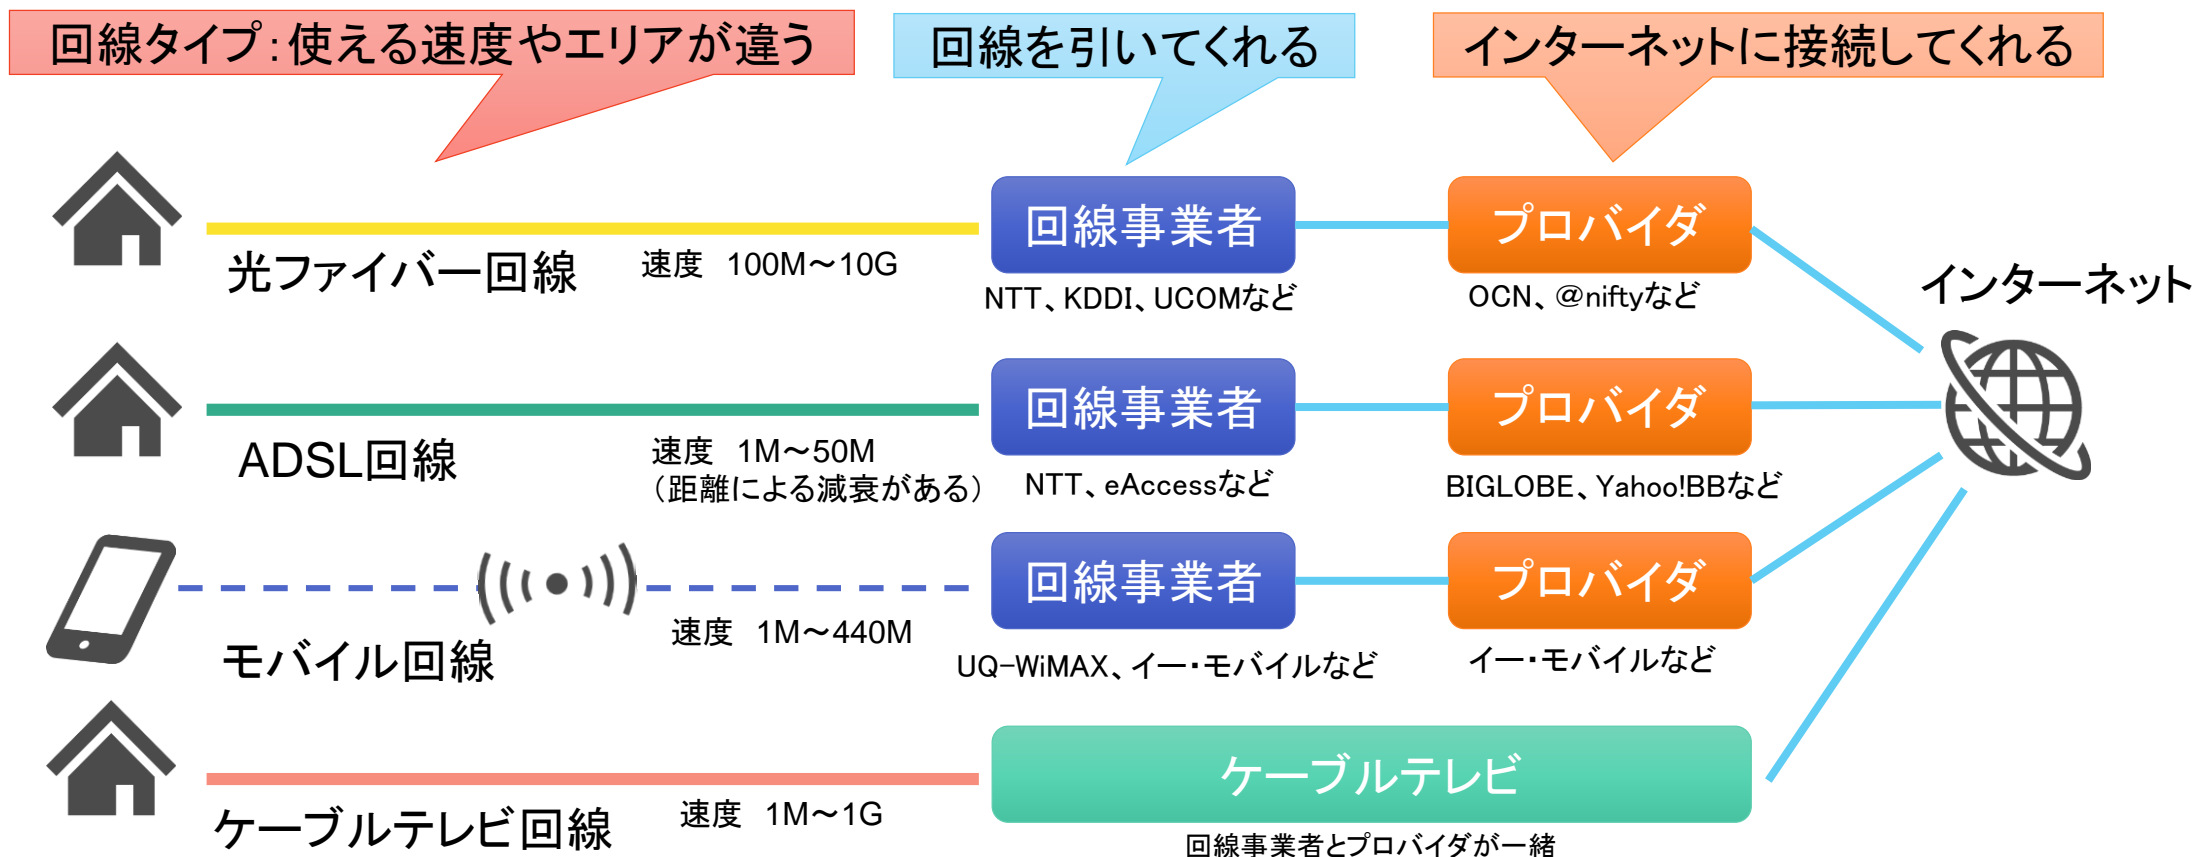 回線タイプ：使える速度やエリアが違う
回線を引いてくれる
インターネットに接続してくれる
回線事業者
プロバイダ
光ファイバー回線
速度　100M～10G
NTT、KDDI、UCOMなど
OCN、@niftyなど
インターネット
回線事業者
プロバイダ
ADSL回線
速度　1M～50M
（距離による減衰がある）
NTT、eAccessなど
BIGLOBE、Yahoo!BBなど
回線事業者
プロバイダ
モバイル回線
速度　1M～440M
UQ-WiMAX、イー・モバイルなど
イー・モバイルなど
ケーブルテレビ
ケーブルテレビ回線
速度　1M～1G
回線事業者とプロバイダが一緒